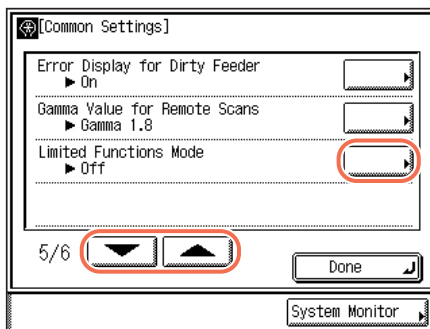 [Common Settings]
Error Display for Dirty Feeder
▶ On
Gamma Value for Remote Scans
▶ Gamma 1.8
Limited Functions Mode
▶ Off
5/6
Done
System Monitor